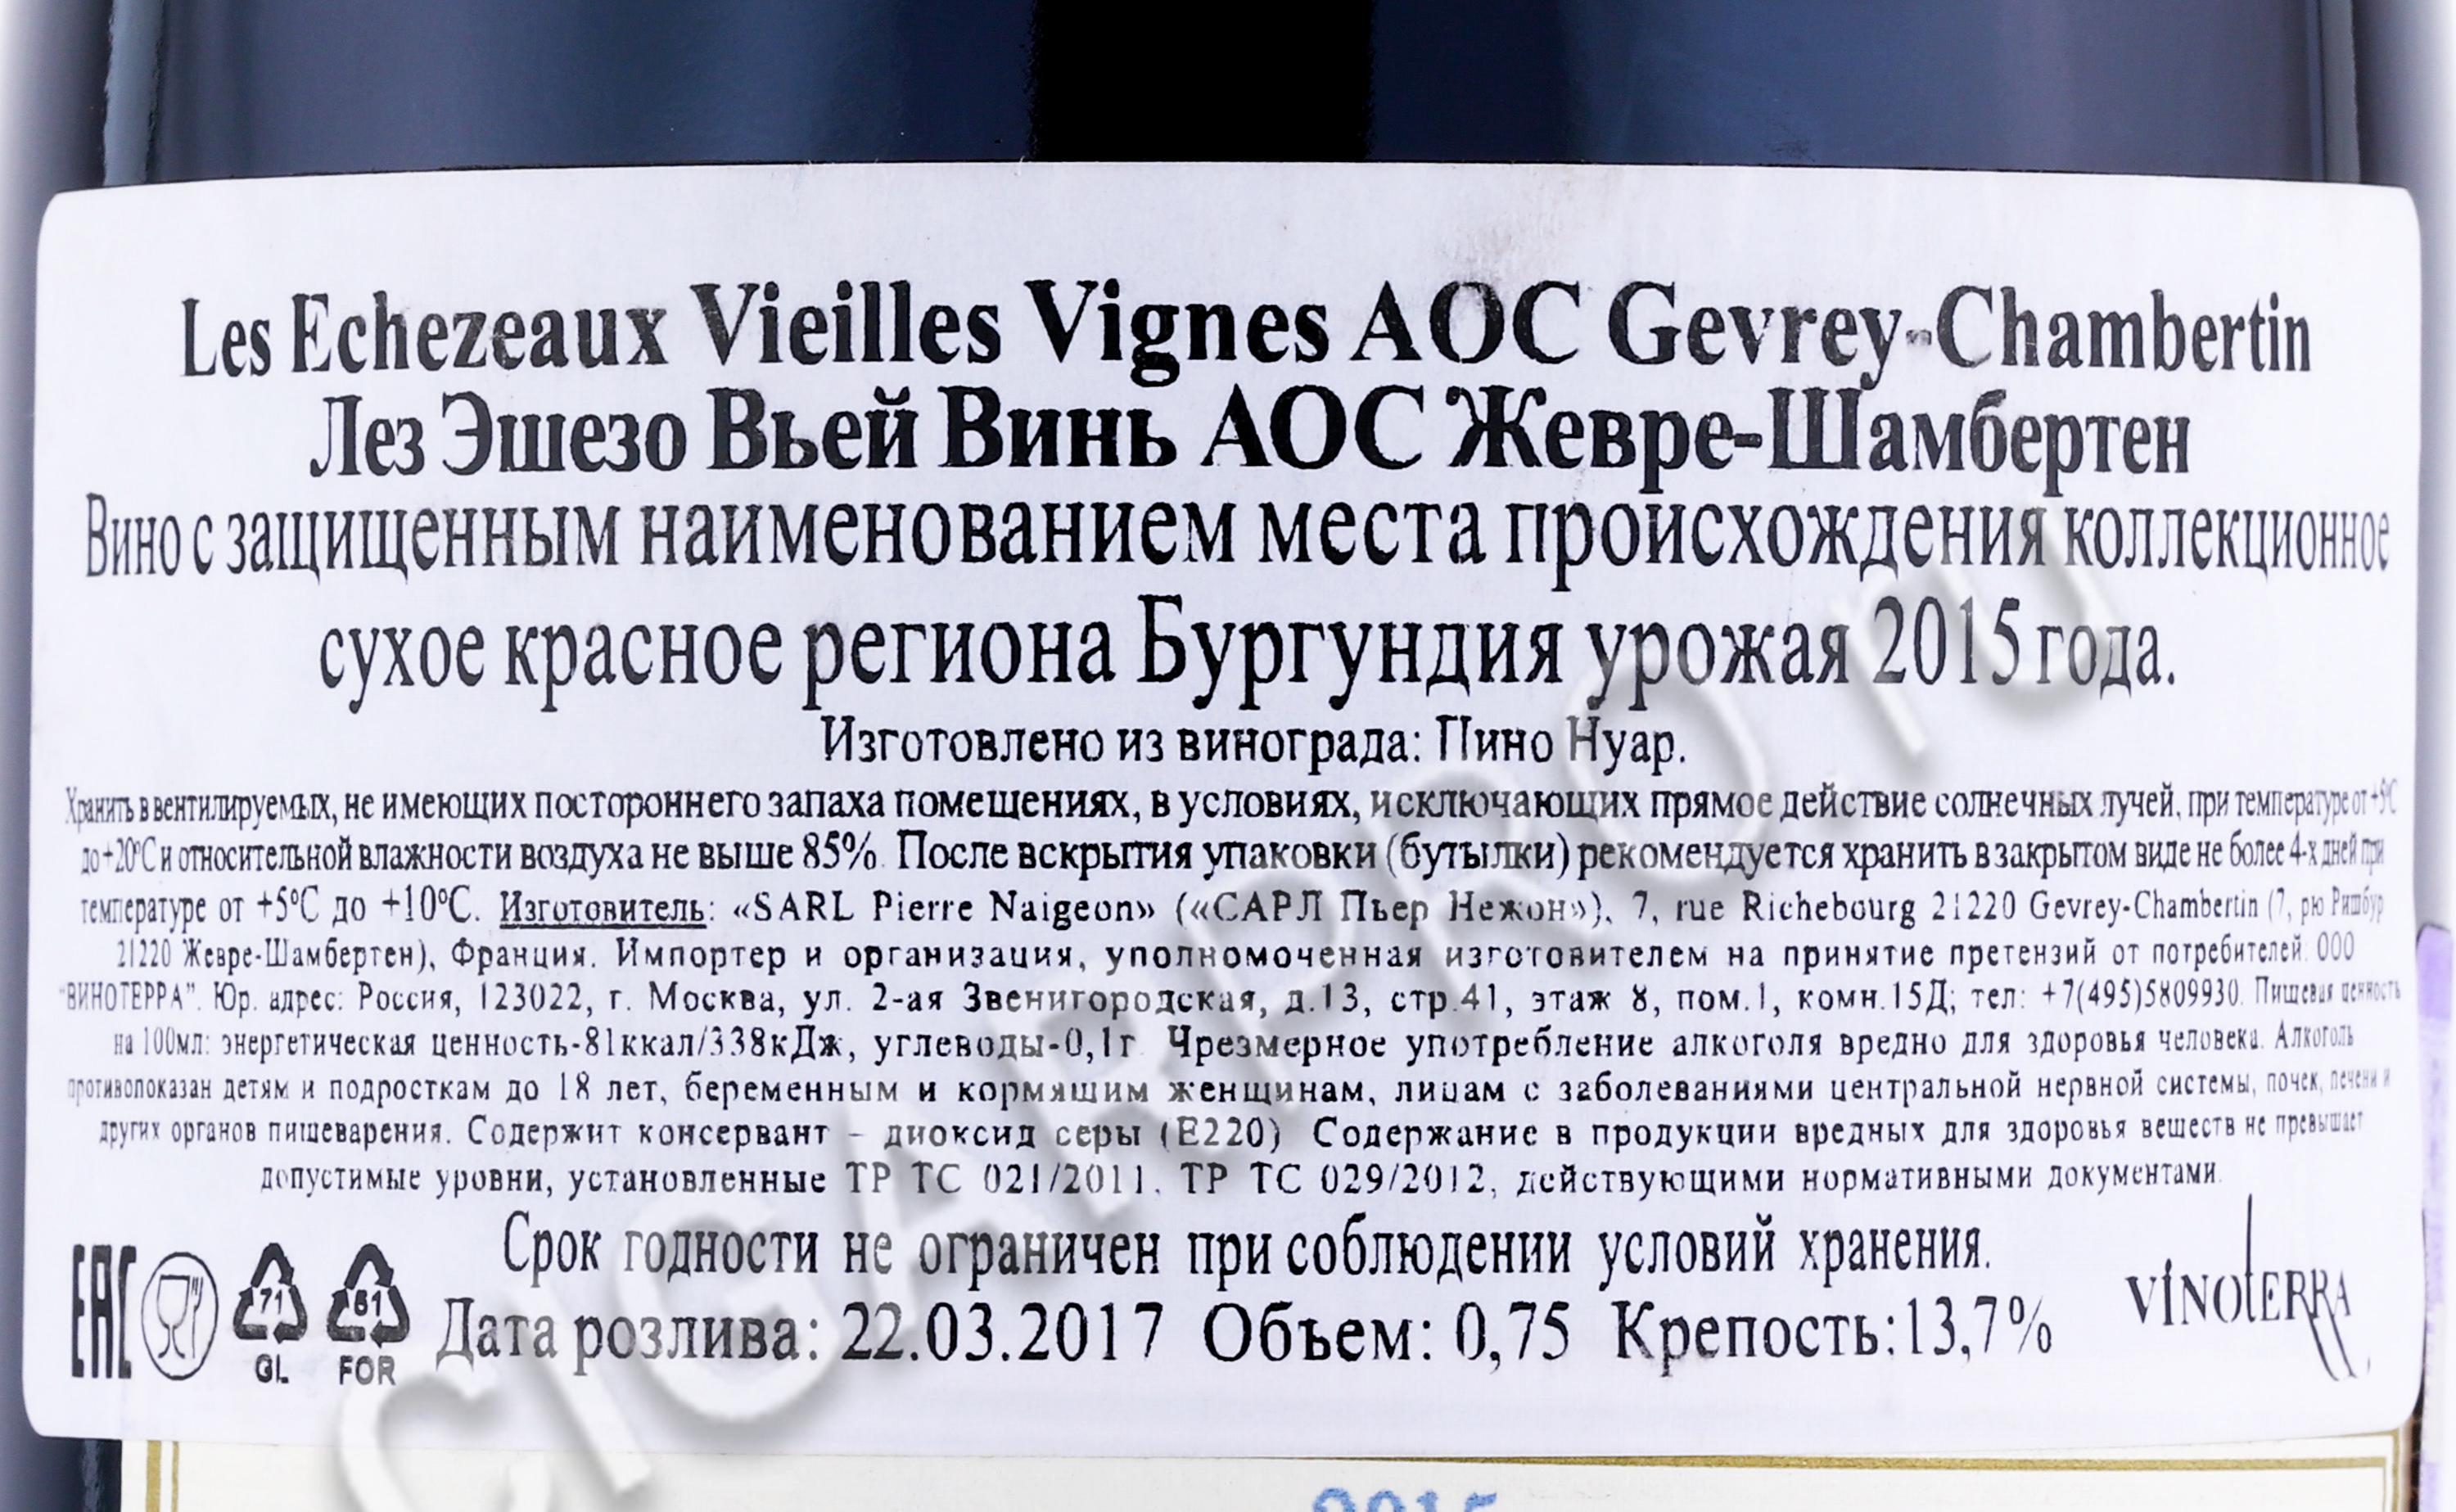 Les Echezeaux Vieilles Vignes AOC Gevrey-Chambertin
Лез Эшезо Вьей Винь АОС Жевре-Шамбертен
Вино с защищенным наименованием места происхождения коллекционное
сухое красное региона Бургундия урожая 2015 года.
Изготовлено из винограда: Пино Нуар.
Хранить в вентилируемых, не имеющих постороннего запаха помещениях, в условиях, исключающих прямое действие солнечных лучей, при температуре от +5°С
до +20°С и относительной влажности воздуха не выше 85%. После вскрытия упаковки (бутылки) рекомендуется хранить в закрытом виде не более 4-х дней при
температуре от +5°С до +10°С. Изготовитель: «SARL Pierre Naigeon» («САРЛ Пьер Нежон»), 7, rue Richebourg 21220 Gevrey-Chambertin (7, рю Ришбур
21220 Жевре-Шамбертен), Франция. Импортер и организация, уполномоченная изготовителем на принятие претензий от потребителей: ООО
"ВИНОТЕРРА". Юр. адрес: Россия, 123022, г. Москва, ул. 2-ая Звенигородская, д.13, стр.41, этаж 8, пом.1, комн.15Д; тел: +7(495)5809930. Пищевая ценность
на 100мл: энергетическая ценность-81ккал/338кДж, углеводы-0,1г. Чрезмерное употребление алкоголя вредно для здоровья человека. Алкоголь
противопоказан детям и подросткам до 18 лет, беременным и кормящим женщинам, лицам с заболеваниями центральной нервной системы, почек, печени и
других органов пищеварения. Содержит консервант – диоксид серы (Е220) Содержание в продукции вредных для здоровья веществ не превышает
допустимые уровни, установленные ТР ТС 021/2011, ТР ТС 029/2012, действующими нормативными документами.
Срок годности не ограничен при соблюдении условий хранения.
Дата розлива: 22.03.2017 Объем: 0,75 Крепость:13,7%
EAC
71
GL
61
FOR
VINOTERRA
CIGARPRO.ru
2015